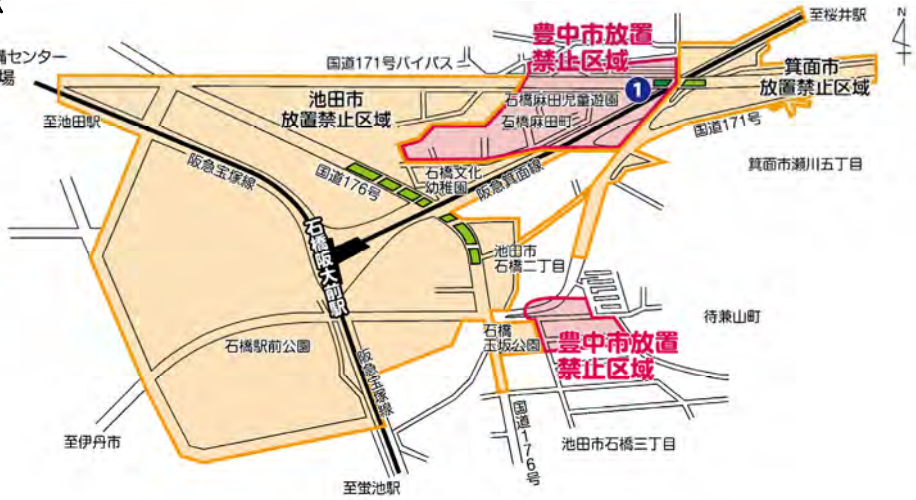 至桜井駅
N
備センター
場
豊中市放置
禁止区域
国道171号バイパス
箕面市
放置禁止区域
池田市
放置禁止区域
1
石橋麻田児童遊園
石橋麻田町
至池田駅
国道171号
阪急宝塚線
国道176号
石橋文化
幼稚園
阪急箕面線
箕面市瀬川五丁目
石橋阪大前駅
池田市
石橋二丁目
待兼山町
石橋駅前公園
石橋
玉坂公園
豊中市放置
禁止区域
阪急宝塚線
国道176号
至伊丹市
池田市石橋三丁目
至蛍池駅